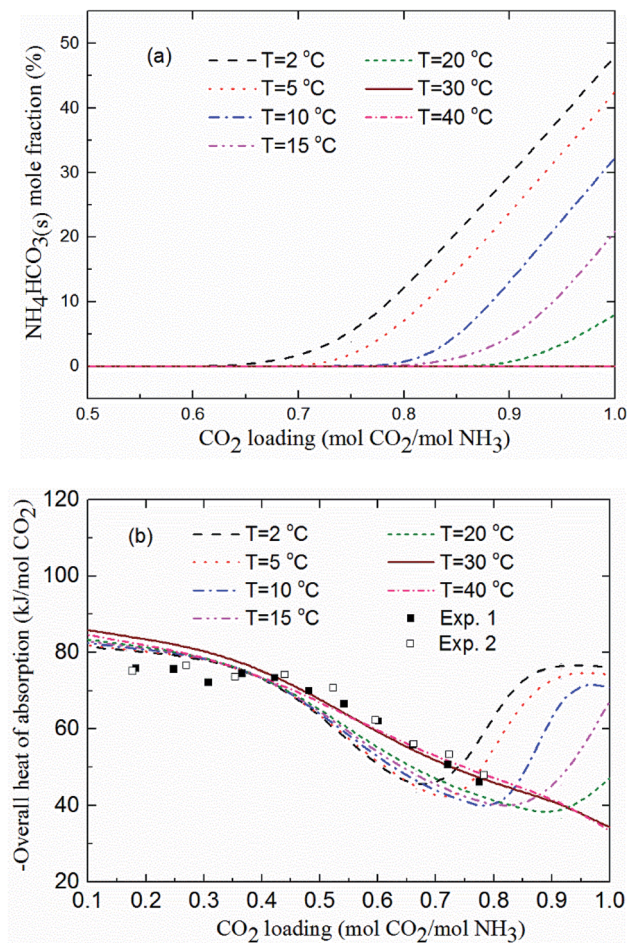 50
40
30
20
10
0
NH4HCO3(s) mole fraction (%)
(a)
T=2 °C
T=5 °C
T=10 °C
T=15 °C
T=20 °C
T=30 °C
T=40 °C
0.5 0.6 0.7 0.8 0.9 1.0
CO2 loading (mol CO2/mol NH3)
120
100
80
60
40
20
-Overall heat of absorption (kJ/mol CO2)
(b)
T=2 °C
T=5 °C
T=10 °C
T=15 °C
T=20 °C
T=30 °C
T=40 °C
Exp. 1
Exp. 2
0.1 0.2 0.3 0.4 0.5 0.6 0.7 0.8 0.9 1.0
CO2 loading (mol CO2/mol NH3)